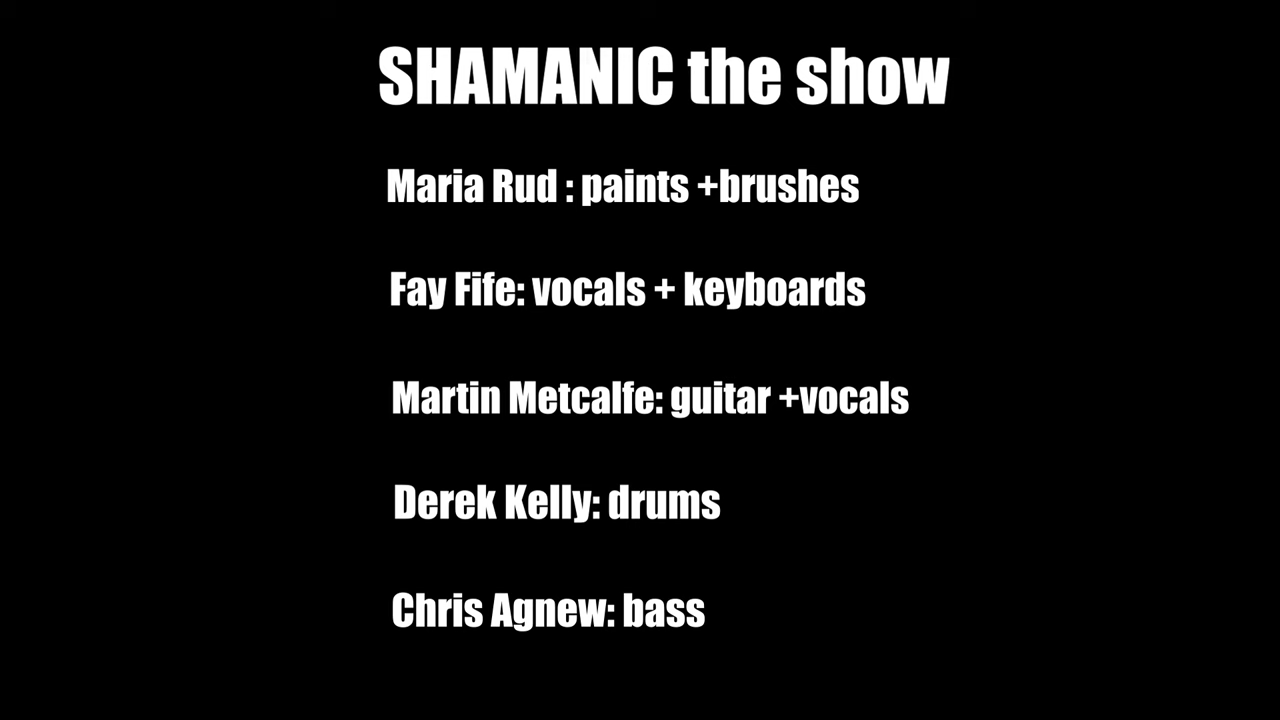 SHAMANIC the show
Maria Rud : paints +brushes
Fay Fife: vocals + keyboards
Martin Metcalfe: guitar +vocals
Derek Kelly: drums
Chris Agnew: bass